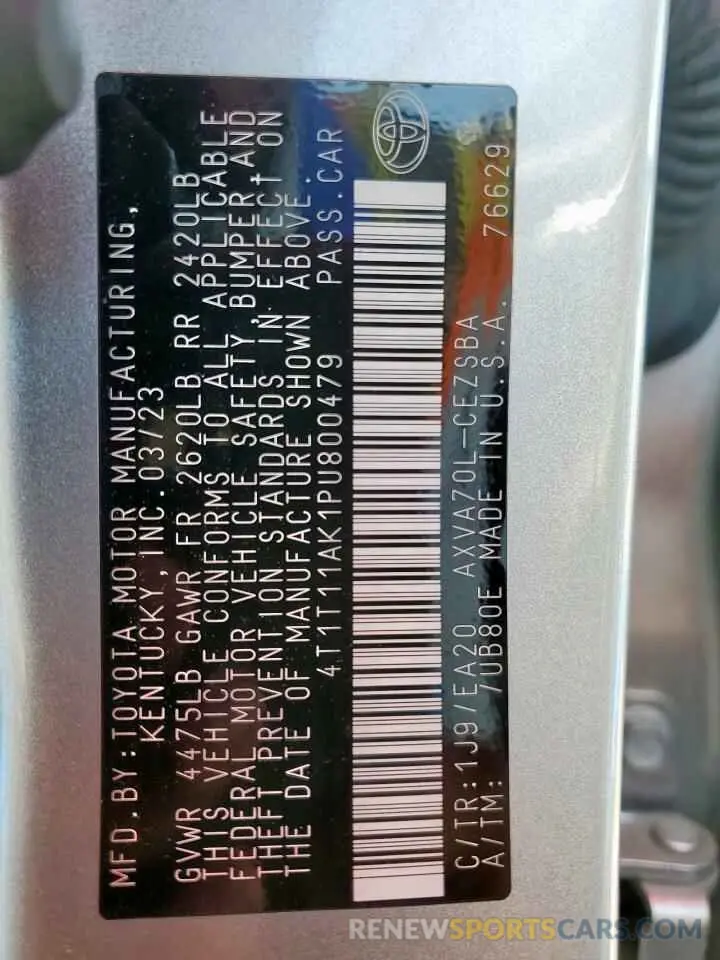 MFD.BY:TOYOTA MOTOR MANUFACTURING,
KENTUCKY,INC.03/23
GVWR 4475LB GAWR FR 2620LB RR 2420LB
THIS VEHICLE CONFORMS TO ALL APPLICABLE
FEDERAL MOTOR VEHICLE SAFETY, BUMPER,AND
THEFT PREVENTION STANDARDS IN EFFECT ON
THE DATE OF MANUFACTURE SHOWN ABOVE.
4T1T11AK1PU800479 PASS.CAR
C/TR:1J9/EA20 AXVA70L-CEZSBA
A/TM: 7UB80E MADE IN U.S.A. 76629
RENEWSPORTSCARS.COM